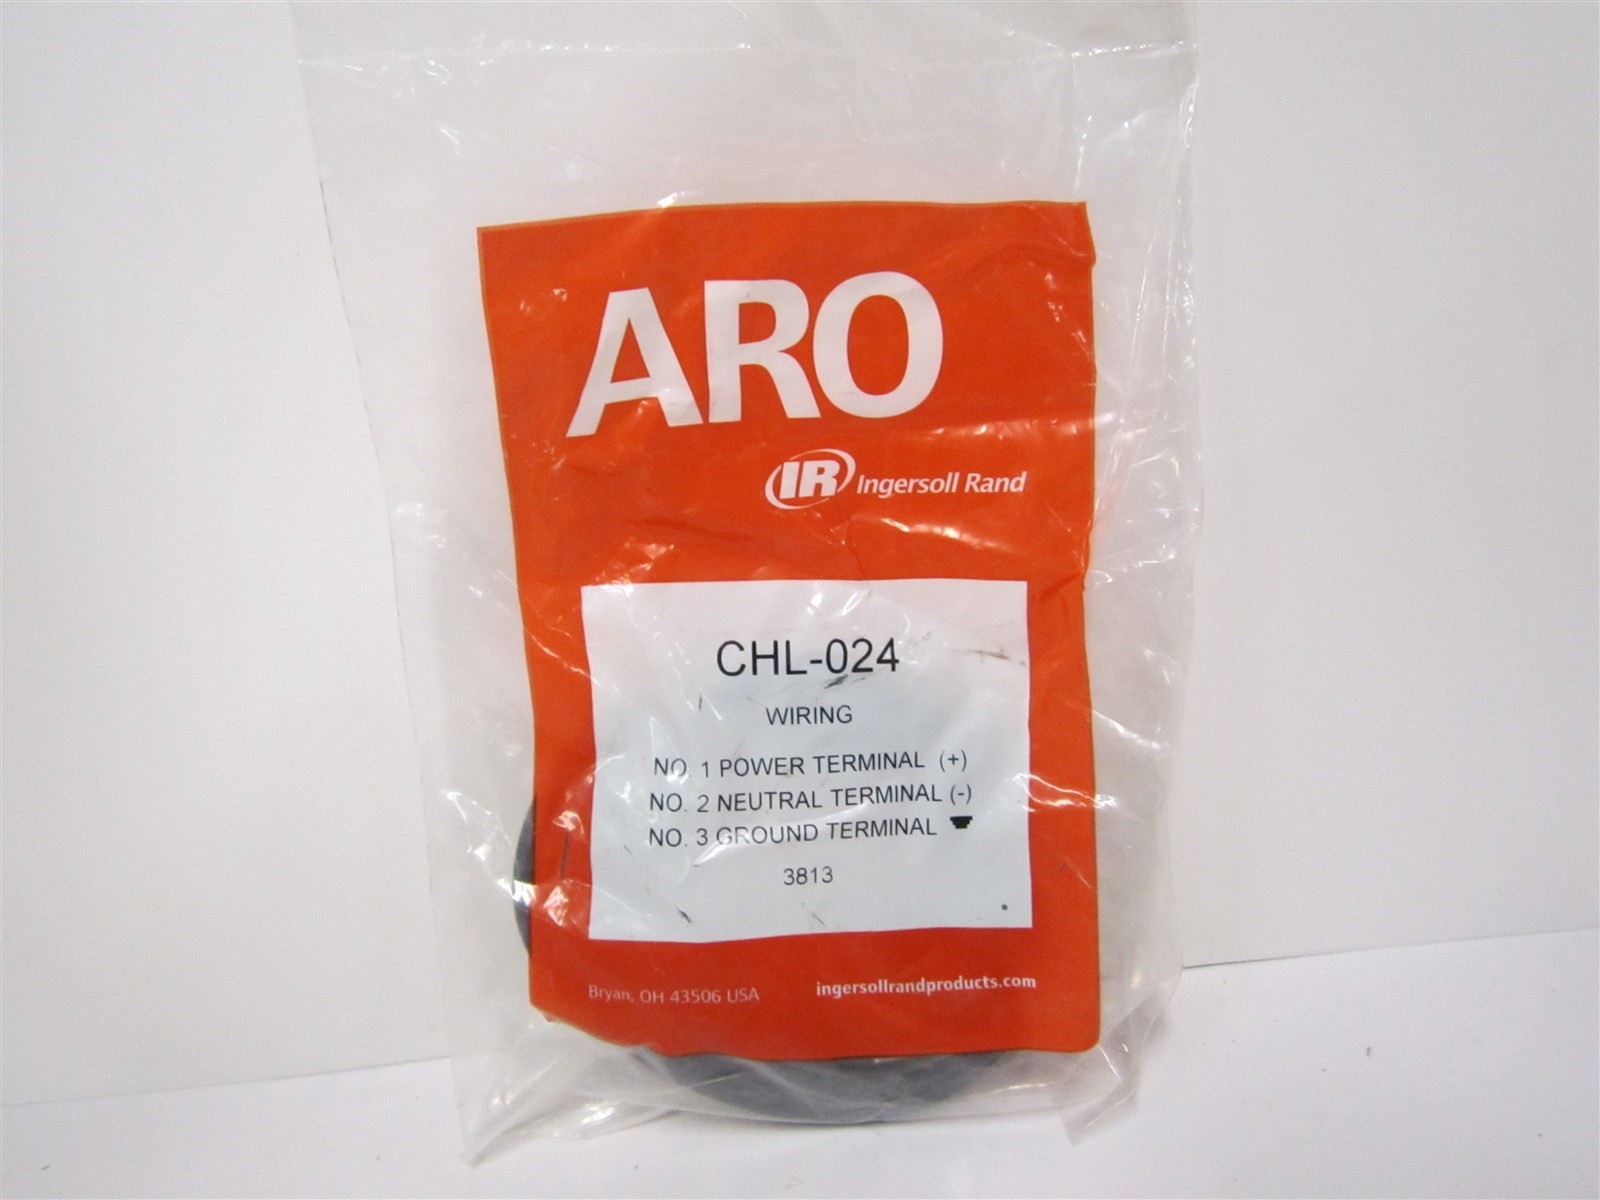 ARO
IR Ingersoll Rand
CHL-024
WIRING
NO. 1 POWER TERMINAL (+)
NO. 2 NEUTRAL TERMINAL (-)
NO. 3 GROUND TERMINAL
3813
Bryan, OH 43506 USA
ingersollrandproducts.com